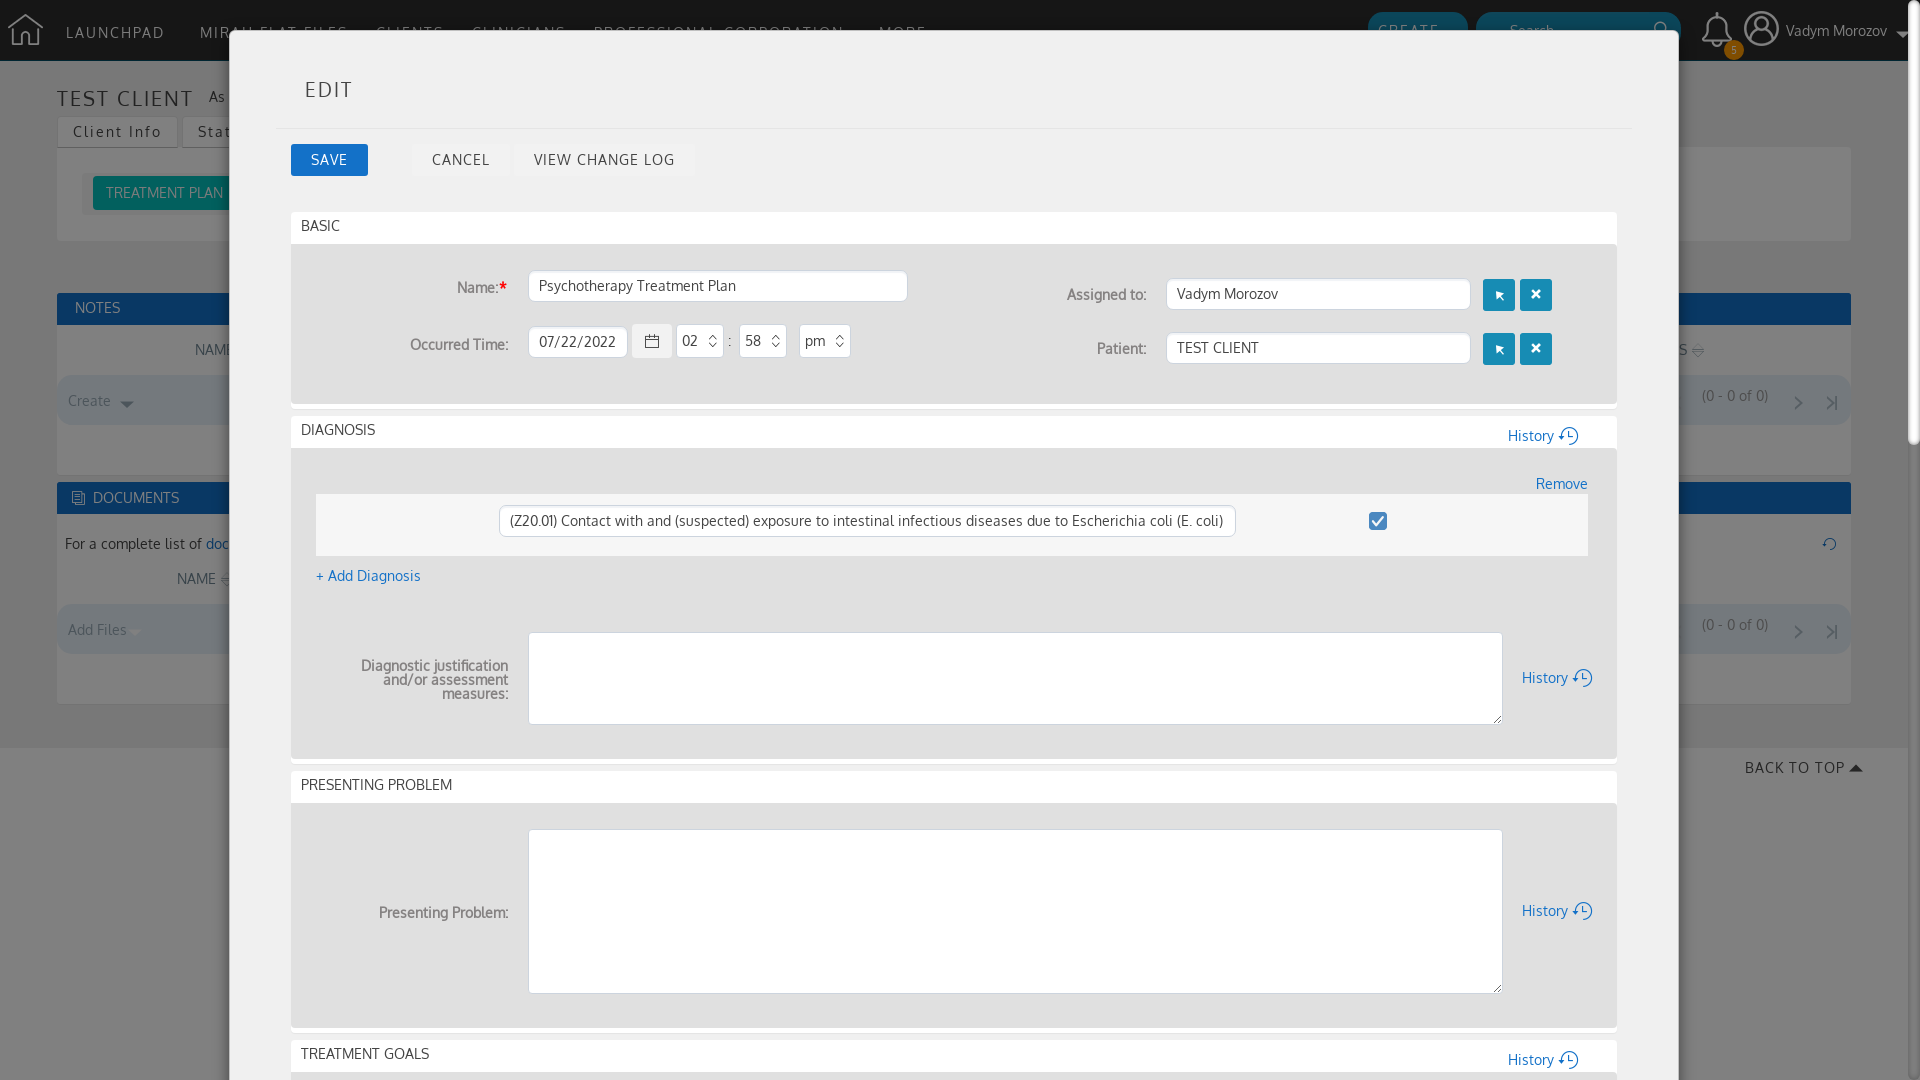 LAUNCHPAD
CREATE
Search
5
Vadym Morozov
TEST CLIENT As
Client Info
EDIT
SAVE
CANCEL
VIEW CHANGE LOG
TREATMENT PLAN
BASIC
Name:*
Psychotherapy Treatment Plan
Assigned to:
Vadym Morozov
Occurred Time:
07/22/2022
02 : 58 pm
Patient:
TEST CLIENT
NOTES
Create
(0 - 0 of 0)
DIAGNOSIS
History
Remove
(Z20.01) Contact with and (suspected) exposure to intestinal infectious diseases due to Escherichia coli (E. coli)
+ Add Diagnosis
DOCUMENTS
For a complete list of
NAME
Add Files
(0 - 0 of 0)
Diagnostic justification
and/or assessment
measures:
History
PRESENTING PROBLEM
BACK TO TOP
Presenting Problem:
History
TREATMENT GOALS
History